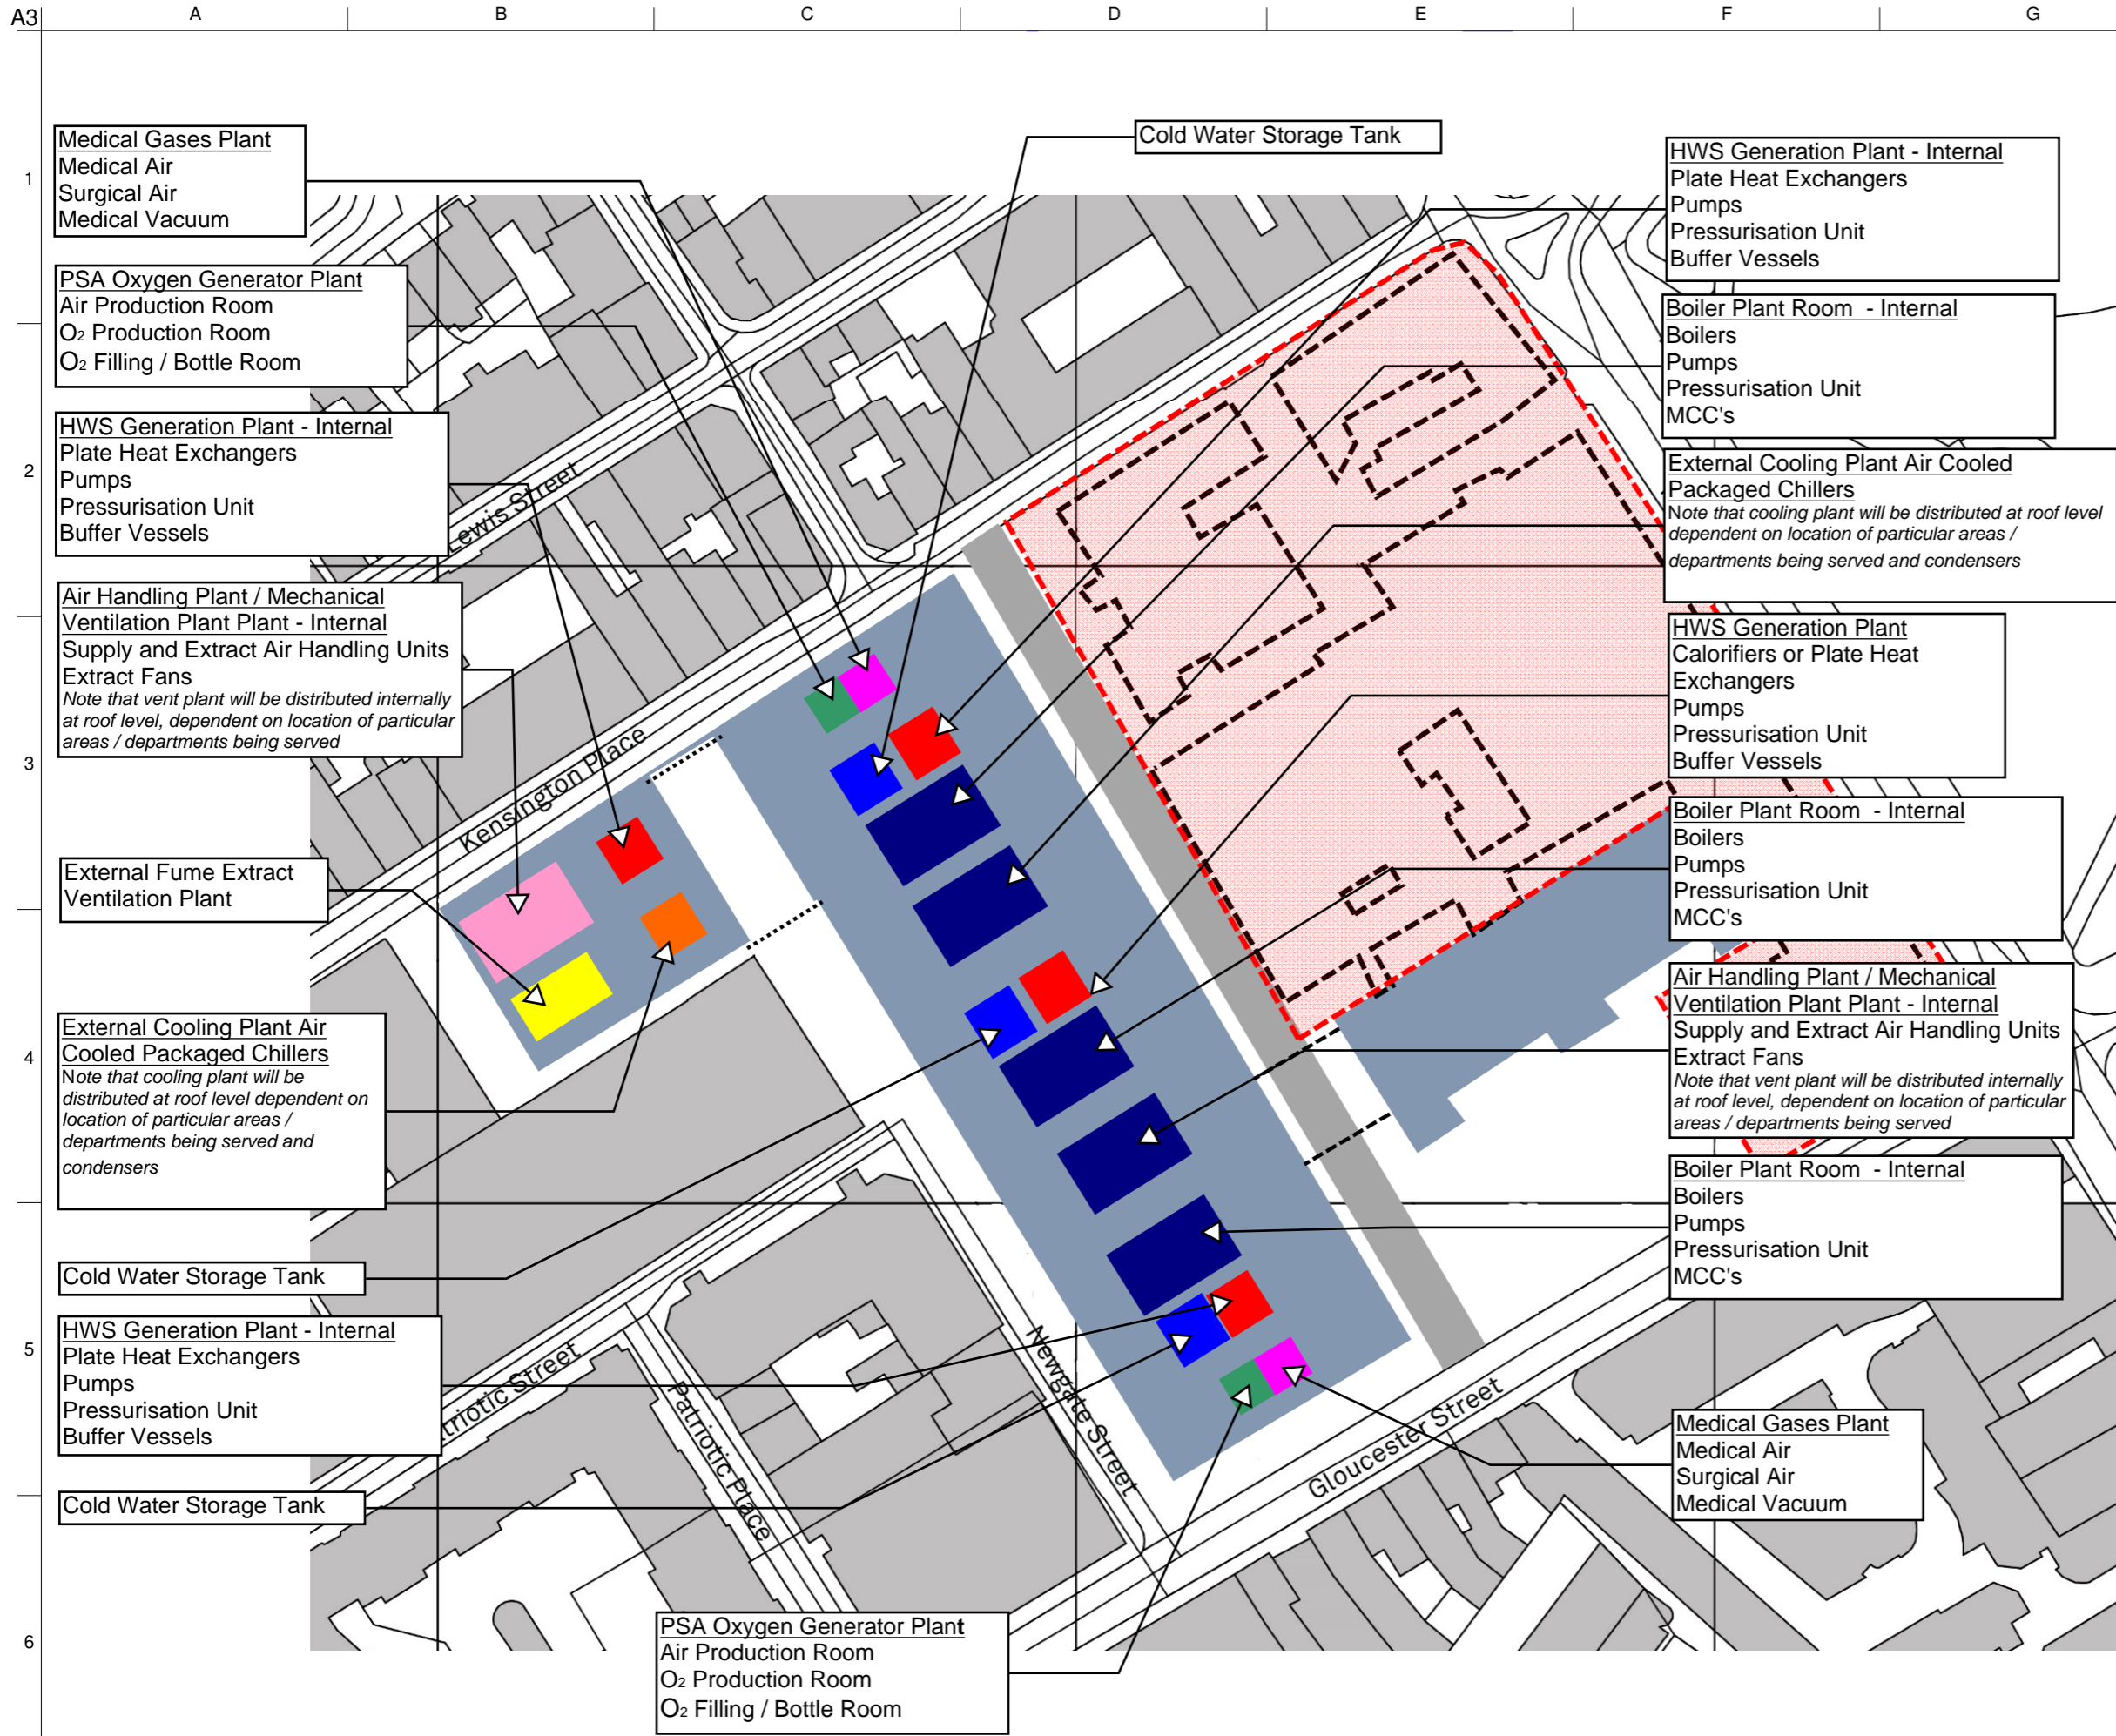 A3
A
B
C
D
E
F
G
1
2
3
4
5
6
Medical Gases Plant
Medical Air
Surgical Air
Medical Vacuum
PSA Oxygen Generator Plant
Air Production Room
O2 Production Room
O2 Filling / Bottle Room
HWS Generation Plant - Internal
Plate Heat Exchangers
Pumps
Pressurisation Unit
Buffer Vessels
Air Handling Plant / Mechanical
Ventilation Plant Plant - Internal
Supply and Extract Air Handling Units
Extract Fans
Note that vent plant will be distributed internally
at roof level, dependent on location of particular
areas / departments being served
External Fume Extract
Ventilation Plant
External Cooling Plant Air
Cooled Packaged Chillers
Note that cooling plant will be
distributed at roof level dependent on
location of particular areas /
departments being served and
condensers
Cold Water Storage Tank
HWS Generation Plant - Internal
Plate Heat Exchangers
Pumps
Pressurisation Unit
Buffer Vessels
Cold Water Storage Tank
Cold Water Storage Tank
Lewis Street
Kensington Place
triotic Street
Patriotic Place
Newgate Street
Gloucester Street
PSA Oxygen Generator Plant
Air Production Room
O2 Production Room
O2 Filling / Bottle Room
HWS Generation Plant - Internal
Plate Heat Exchangers
Pumps
Pressurisation Unit
Buffer Vessels
Boiler Plant Room - Internal
Boilers
Pumps
Pressurisation Unit
MCC's
External Cooling Plant Air Cooled
Packaged Chillers
Note that cooling plant will be distributed at roof level
dependent on location of particular areas /
departments being served and condensers
HWS Generation Plant
Calorifiers or Plate Heat
Exchangers
Pumps
Pressurisation Unit
Buffer Vessels
Boiler Plant Room - Internal
Boilers
Pumps
Pressurisation Unit
MCC's
Air Handling Plant / Mechanical
Ventilation Plant Plant - Internal
Supply and Extract Air Handling Units
Extract Fans
Note that vent plant will be distributed internally
at roof level, dependent on location of particular
areas / departments being served
Boiler Plant Room - Internal
Boilers
Pumps
Pressurisation Unit
MCC's
Medical Gases Plant
Medical Air
Surgical Air
Medical Vacuum